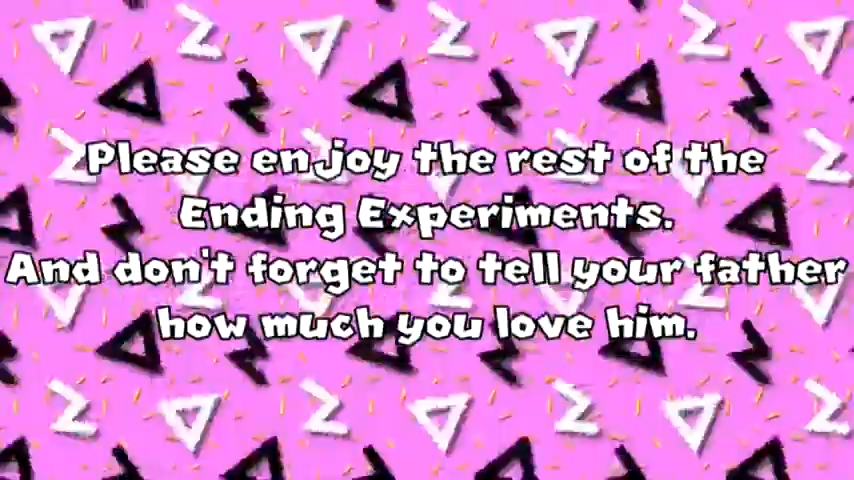 Please enjoy the rest of the
Ending Experiments.
And don't forget to tell your father
how much you love him.